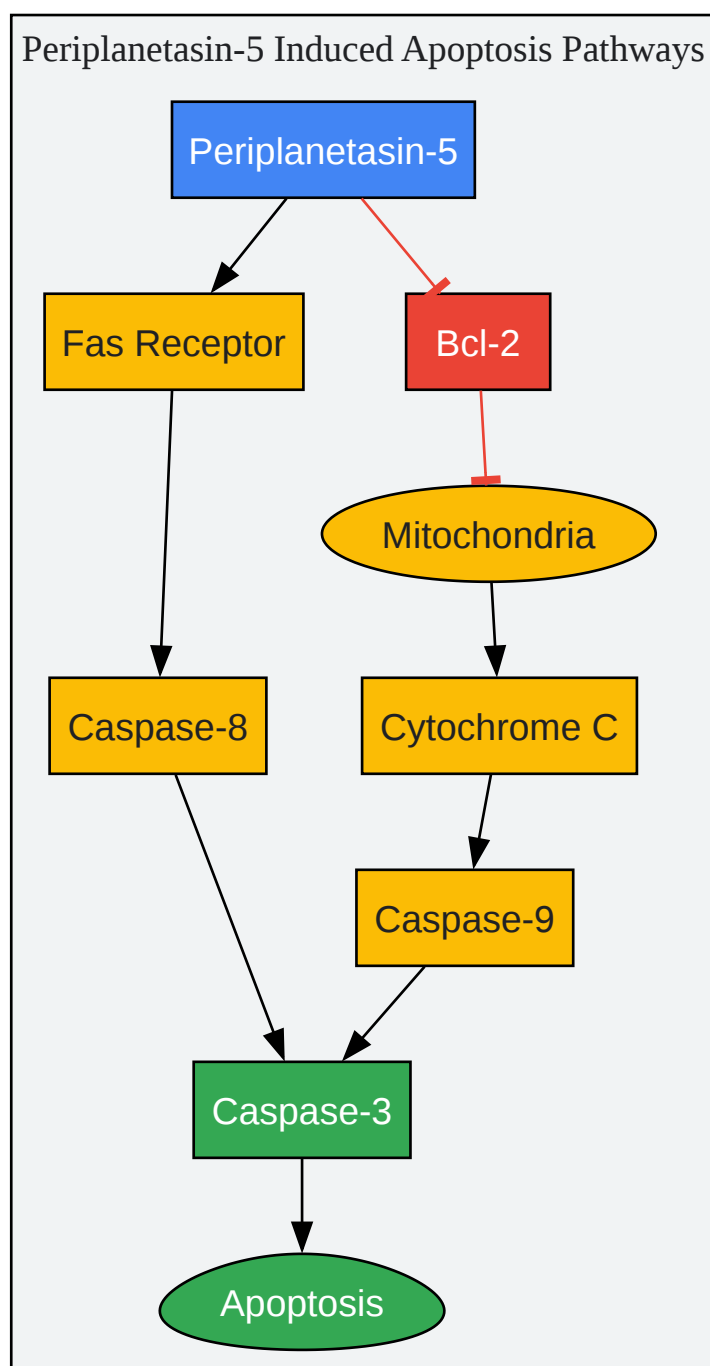 Periplanetasin-5 Induced Apoptosis Pathways
Periplanetasin-5
Fas Receptor
Bcl-2
Mitochondria
Caspase-8
Cytochrome C
Caspase-9
Caspase-3
Apoptosis